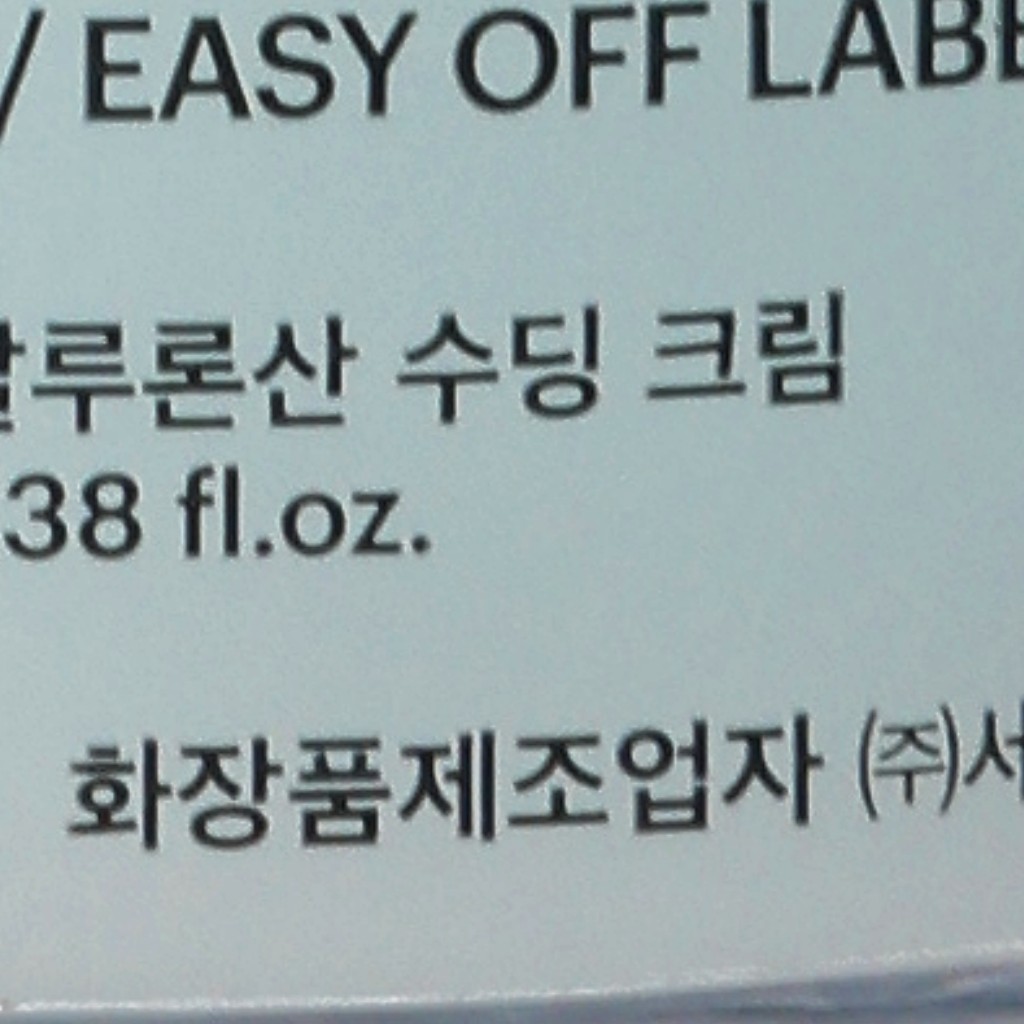 / EASY OFF
루론산 수딩 크림
38 fl.oz.
화장품제조업자 ㈜서